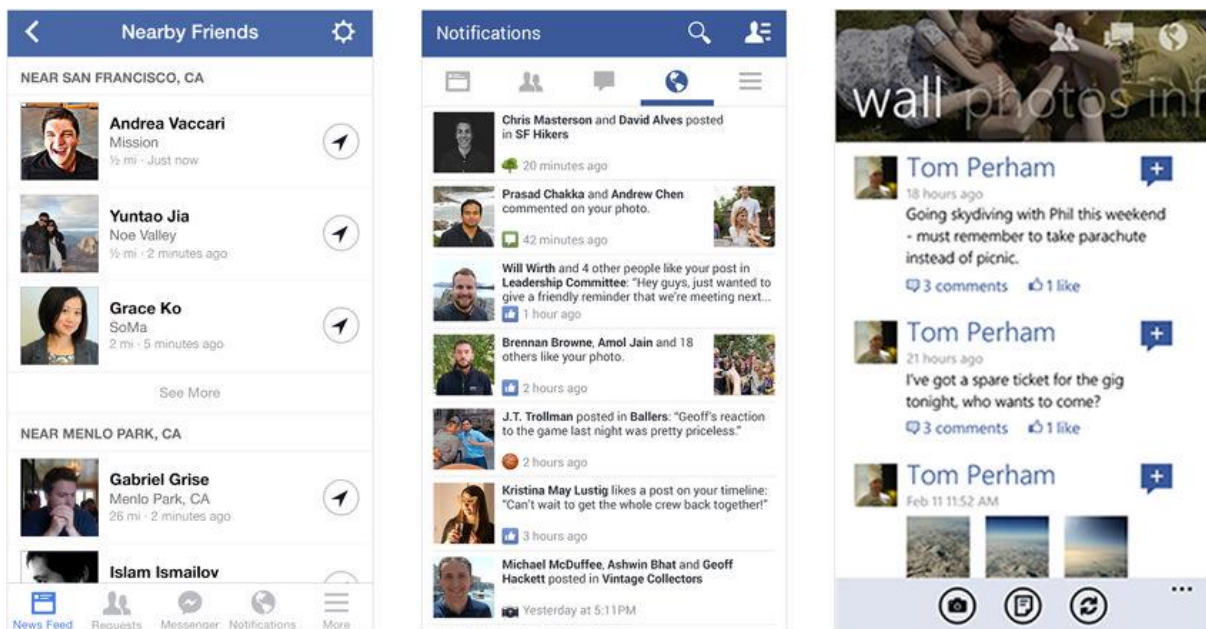 Nearby Friends
NEAR SAN FRANCISCO, CA
Andrea Vaccari
Mission
½ mi · Just now
Yuntao Jia
Noe Valley
½ mi · 2 minutes ago
Grace Ko
SoMa
2 mi · 5 minutes ago
See More
NEAR MENLO PARK, CA
Gabriel Grise
Menlo Park, CA
26 mi · 2 minutes ago
Islam Ismailov
News Feed
Requests
Messenger
Notifications
More
Notifications
Chris Masterson and David Alves posted
in SF Hikers
20 minutes ago
Prasad Chakka and Andrew Chen
commented on your photo.
42 minutes ago
Will Wirth and 4 other people like your post in
Leadership Committee: “Hey guys, just wanted to
give a friendly reminder that we're meeting next...
1 hour ago
Brennan Browne, Amol Jain and 18
others like your photo.
2 hours ago
J.T. Trollman posted in Ballers: “Geoff's reaction
to the game last night was pretty priceless.”
2 hours ago
Kristina May Lustig likes a post on your timeline:
“Can't wait to get the whole crew back together!”
3 hours ago
Michael McDuffee, Ashwin Bhat and Geoff
Hackett posted in Vintage Collectors
Yesterday at 5:11PM
wall photos inf
Tom Perham
18 hours ago
Going skydiving with Phil this weekend
- must remember to take parachute
instead of picnic.
3 comments 1 like
Tom Perham
21 hours ago
I've got a spare ticket for the gig
tonight, who wants to come?
3 comments 1 like
Tom Perham
Feb 11 11:52 AM